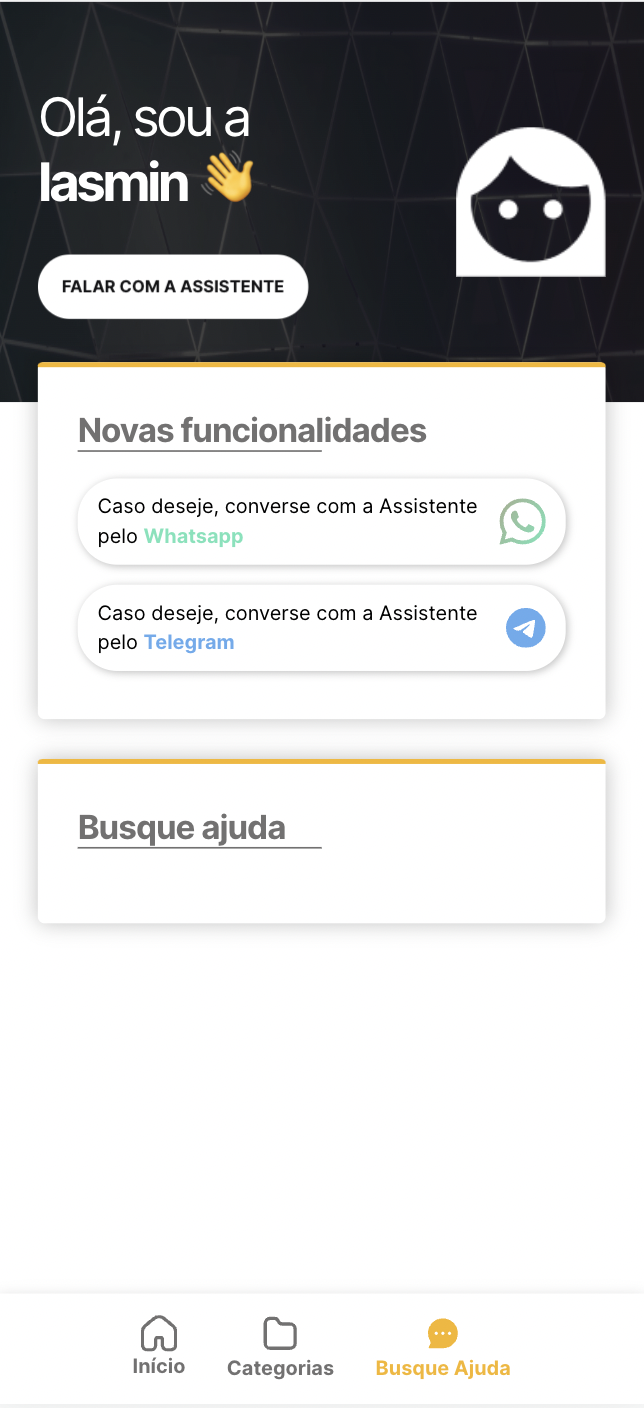 Olá, sou a
Iasmin 👋
FALAR COM A ASSISTENTE
Novas funcionalidades
Caso deseje, converse com a Assistente
pelo Whatsapp
Caso deseje, converse com a Assistente
pelo Telegram
Busque ajuda
Início
Categorias
Busque Ajuda